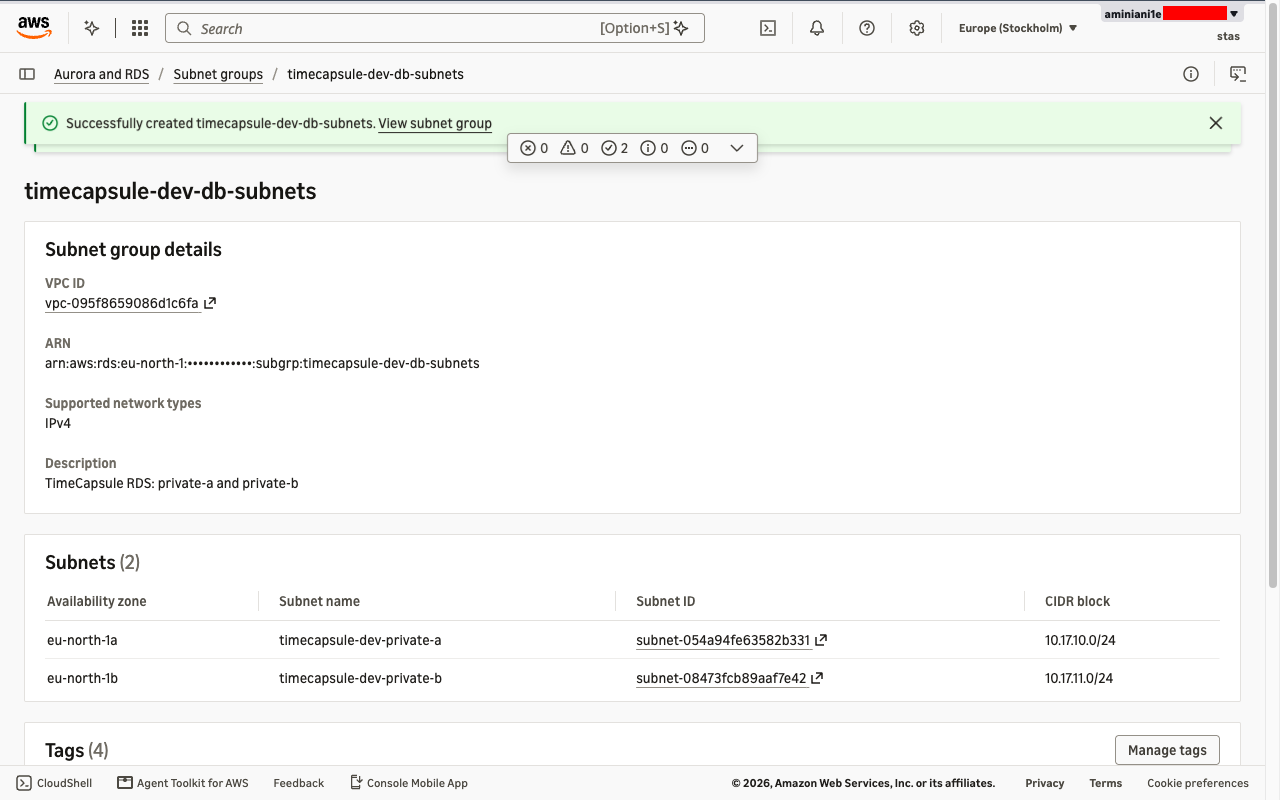 aws
Search
[Option+S]
Europe (Stockholm)
aminiani1e
stas
Aurora and RDS / Subnet groups / timecapsule-dev-db-subnets
Successfully created timecapsule-dev-db-subnets. View subnet group
0 0 2 0 0
timecapsule-dev-db-subnets
Subnet group details
VPC ID
vpc-095f8659086d1c6fa
ARN
arn:aws:rds:eu-north-1:••••••••••••:subgrp:timecapsule-dev-db-subnets
Supported network types
IPv4
Description
TimeCapsule RDS: private-a and private-b
Subnets (2)
Availability zone Subnet name Subnet ID CIDR block
eu-north-1a timecapsule-dev-private-a subnet-054a94fe63582b331 10.17.10.0/24
eu-north-1b timecapsule-dev-private-b subnet-08473fcb89aaf7e42 10.17.11.0/24
Tags (4)
Manage tags
CloudShell Agent Toolkit for AWS Feedback Console Mobile App © 2026, Amazon Web Services, Inc. or its affiliates. Privacy Terms Cookie preferences